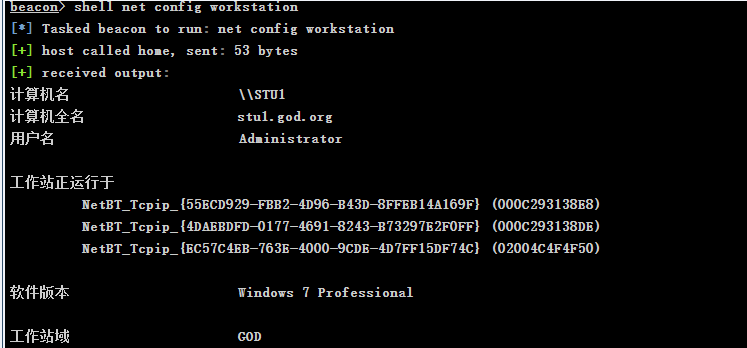 beacon> shell net config workstation
[*] Tasked beacon to run: net config workstation
[+] host called home, sent: 53 bytes
[+] received output:
计算机名 \\STU1
计算机全名 stu1.god.org
用户名 Administrator
工作站正运行于
NetBT_Tcpip_{55ECD929-FBB2-4D96-B43D-8FFEB14A169F} (000C293138E8)
NetBT_Tcpip_{4DAEBDFD-0177-4691-8243-B73297E2F0FF} (000C293138DE)
NetBT_Tcpip_{EC57C4EB-763E-4000-9CDE-4D7FF15DF74C} (02004C4F4F50)
软件版本 Windows 7 Professional
工作站域 GOD